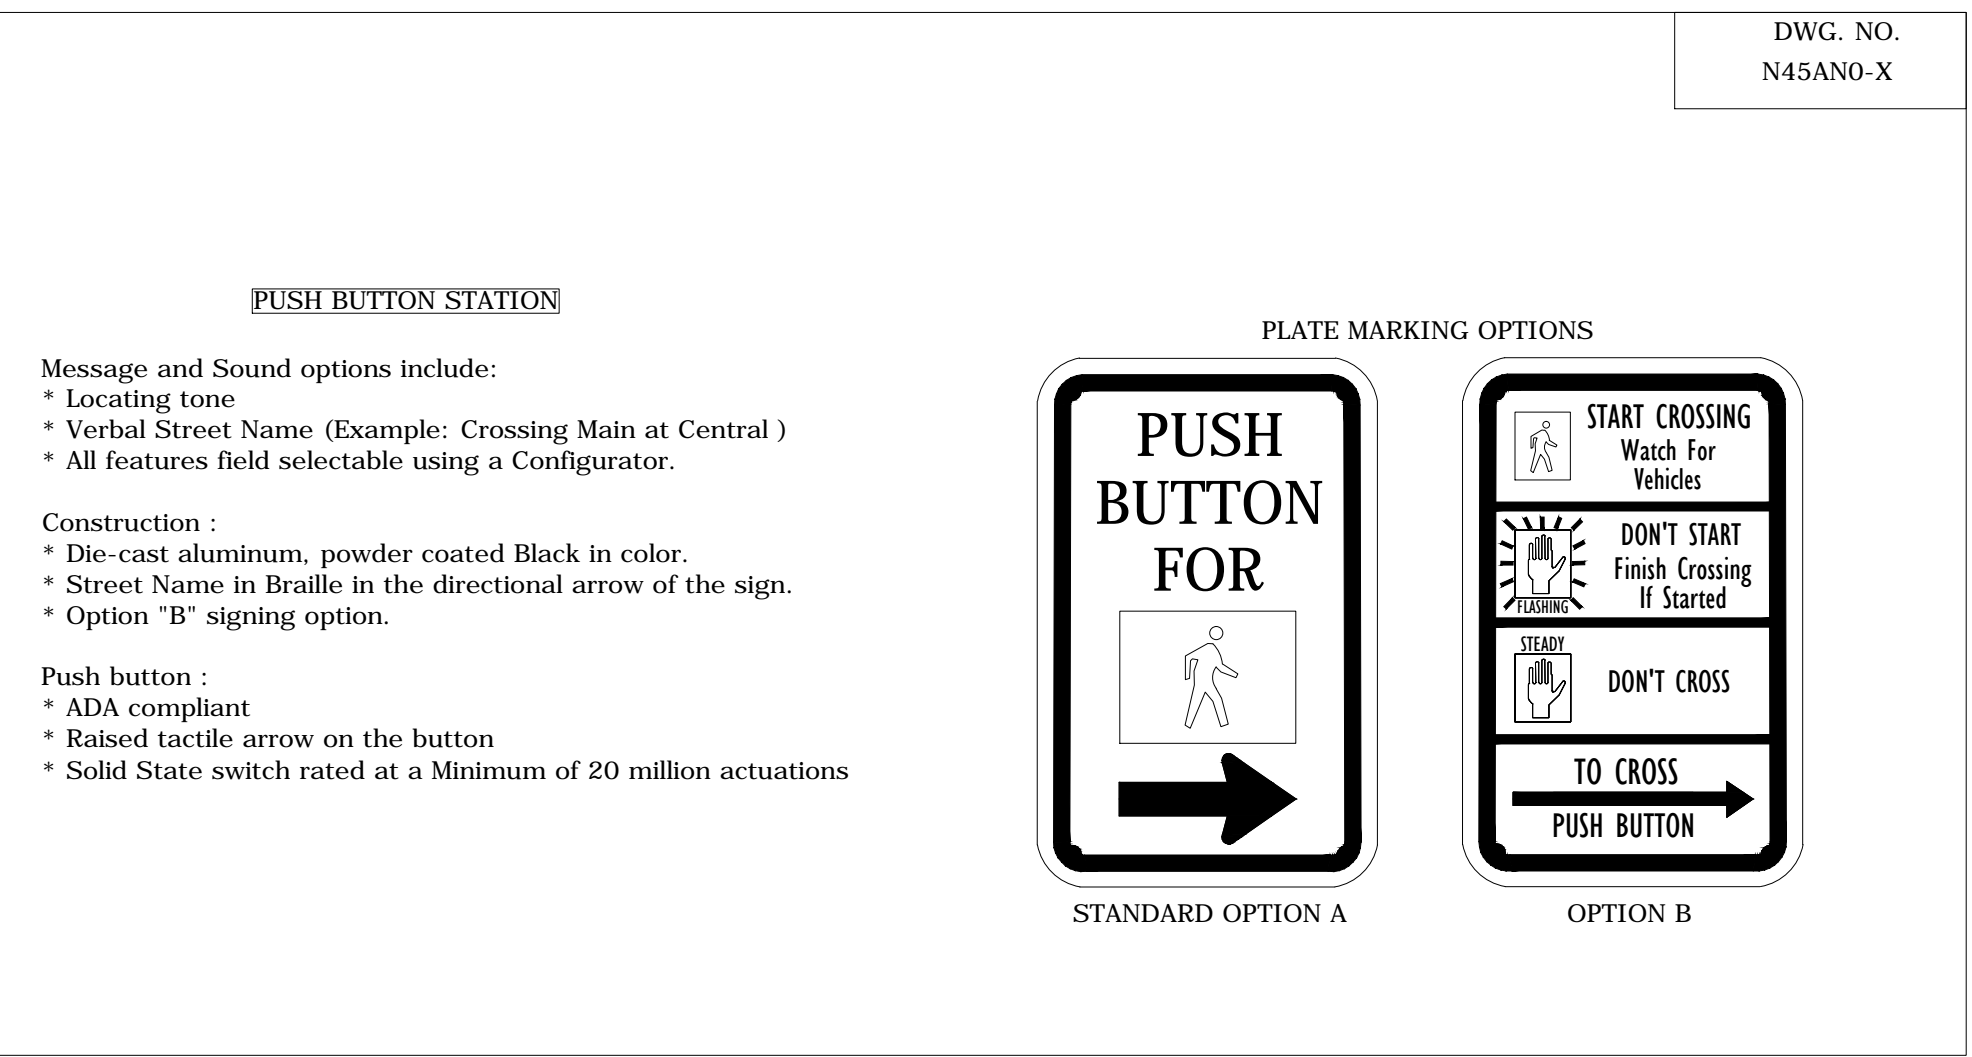 DWG. NO.
N45AN0-X
PUSH BUTTON STATION
Message and Sound options include:
* Locating tone
* Verbal Street Name (Example: Crossing Main at Central )
* All features field selectable using a Configurator.
Construction :
* Die-cast aluminum, powder coated Black in color.
* Street Name in Braille in the directional arrow of the sign.
* Option "B" signing option.
Push button :
* ADA compliant
* Raised tactile arrow on the button
* Solid State switch rated at a Minimum of 20 million actuations
PLATE MARKING OPTIONS
PUSH
BUTTON
FOR
STANDARD OPTION A
START CROSSING
Watch For
Vehicles
DON'T START
Finish Crossing
If Started
FLASHING
STEADY
DON'T CROSS
TO CROSS
PUSH BUTTON
OPTION B